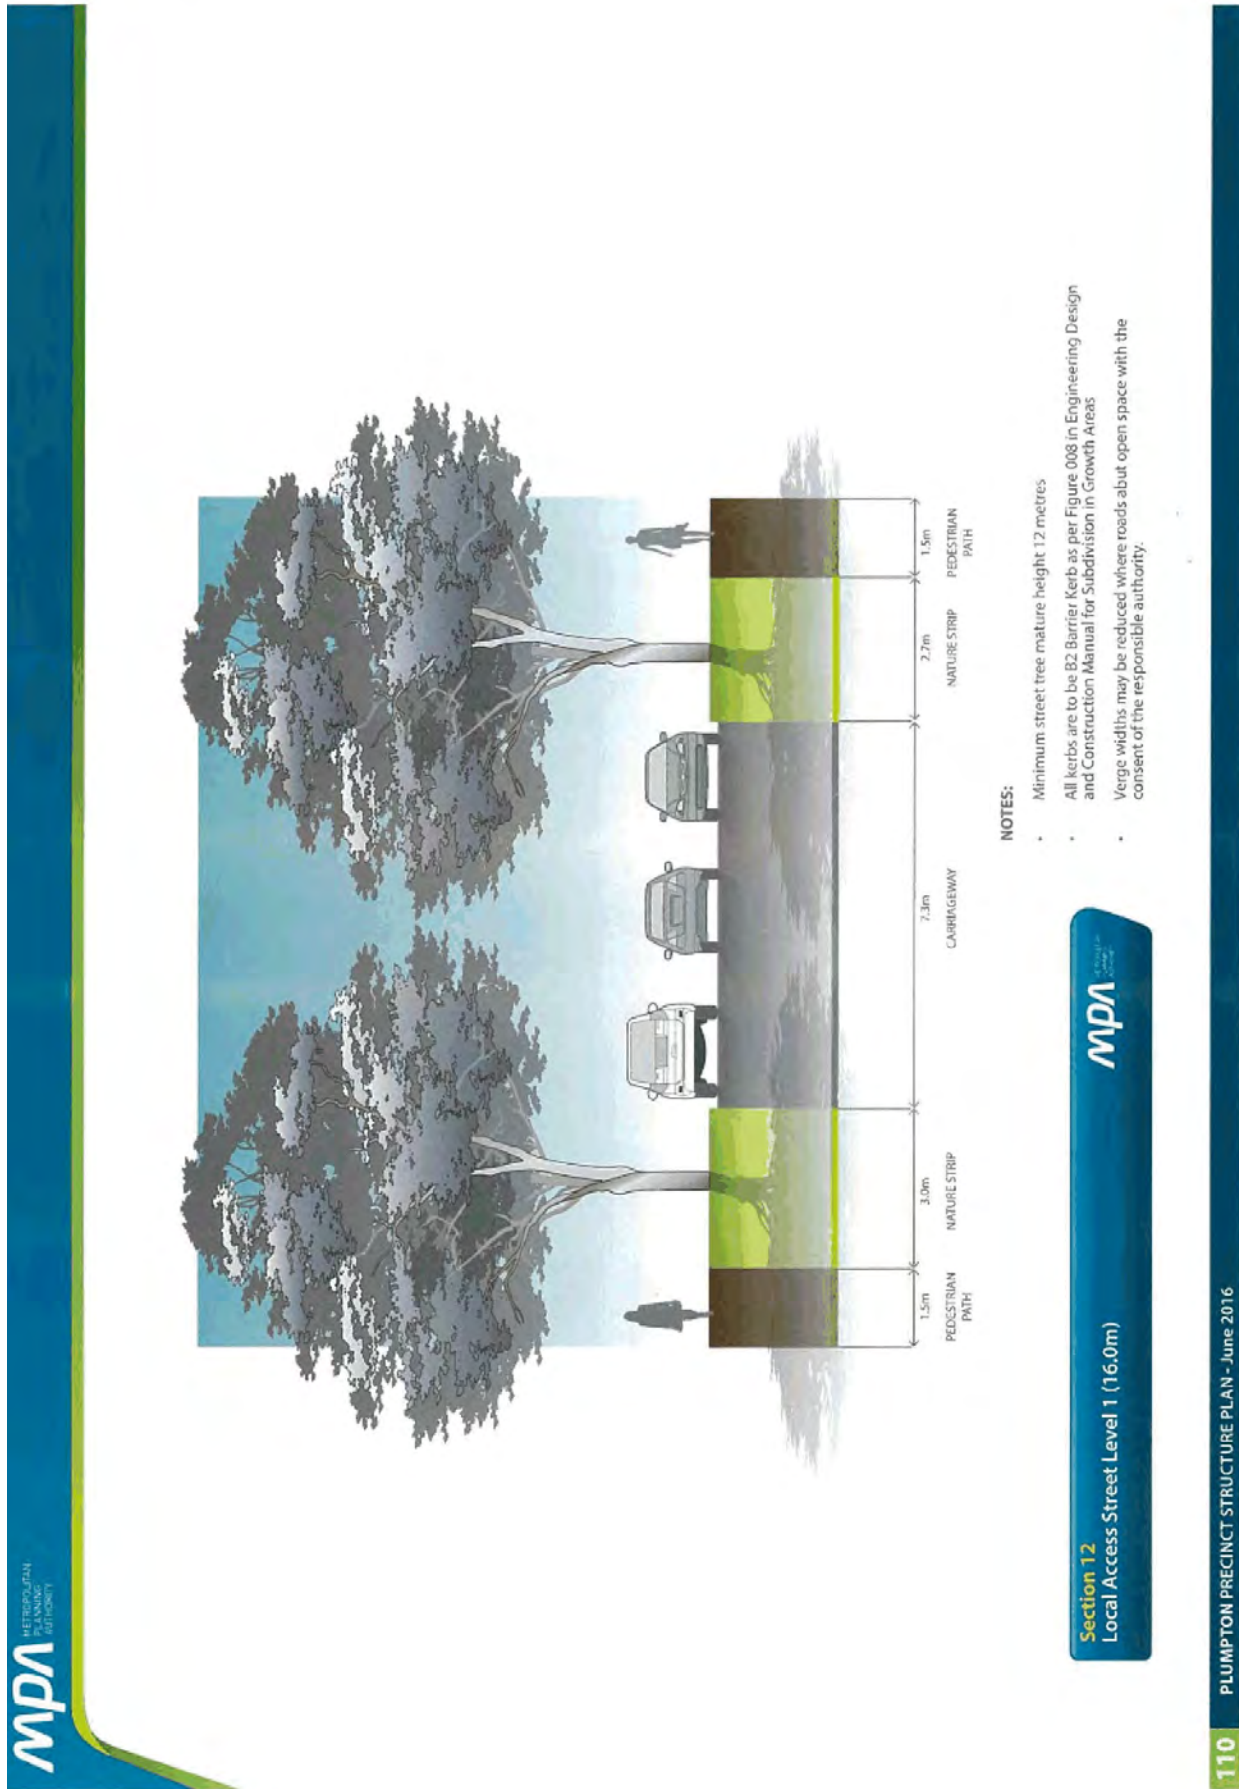 mpa
METROPOLITAN
PLANNING
AUTHORITY
1.5m
3.0m
7.3m
2.7m
1.5m
PEDESTRIAN
PATH
NATURE STRIP
CARRIAGEWAY
NATURE STRIP
PEDESTRIAN
PATH
NOTES:
• Minimum street tree mature height 12 metres
• All kerbs are to be B2 Barrier Kerb as per Figure 008 in Engineering Design
and Construction Manual for Subdivision in Growth Areas
• Verge widths may be reduced where roads abut open space with the
consent of the responsible authority.
Section 12
Local Access Street Level 1 (16.0m)
mpa
110 PLUMPTON PRECINCT STRUCTURE PLAN - June 2016